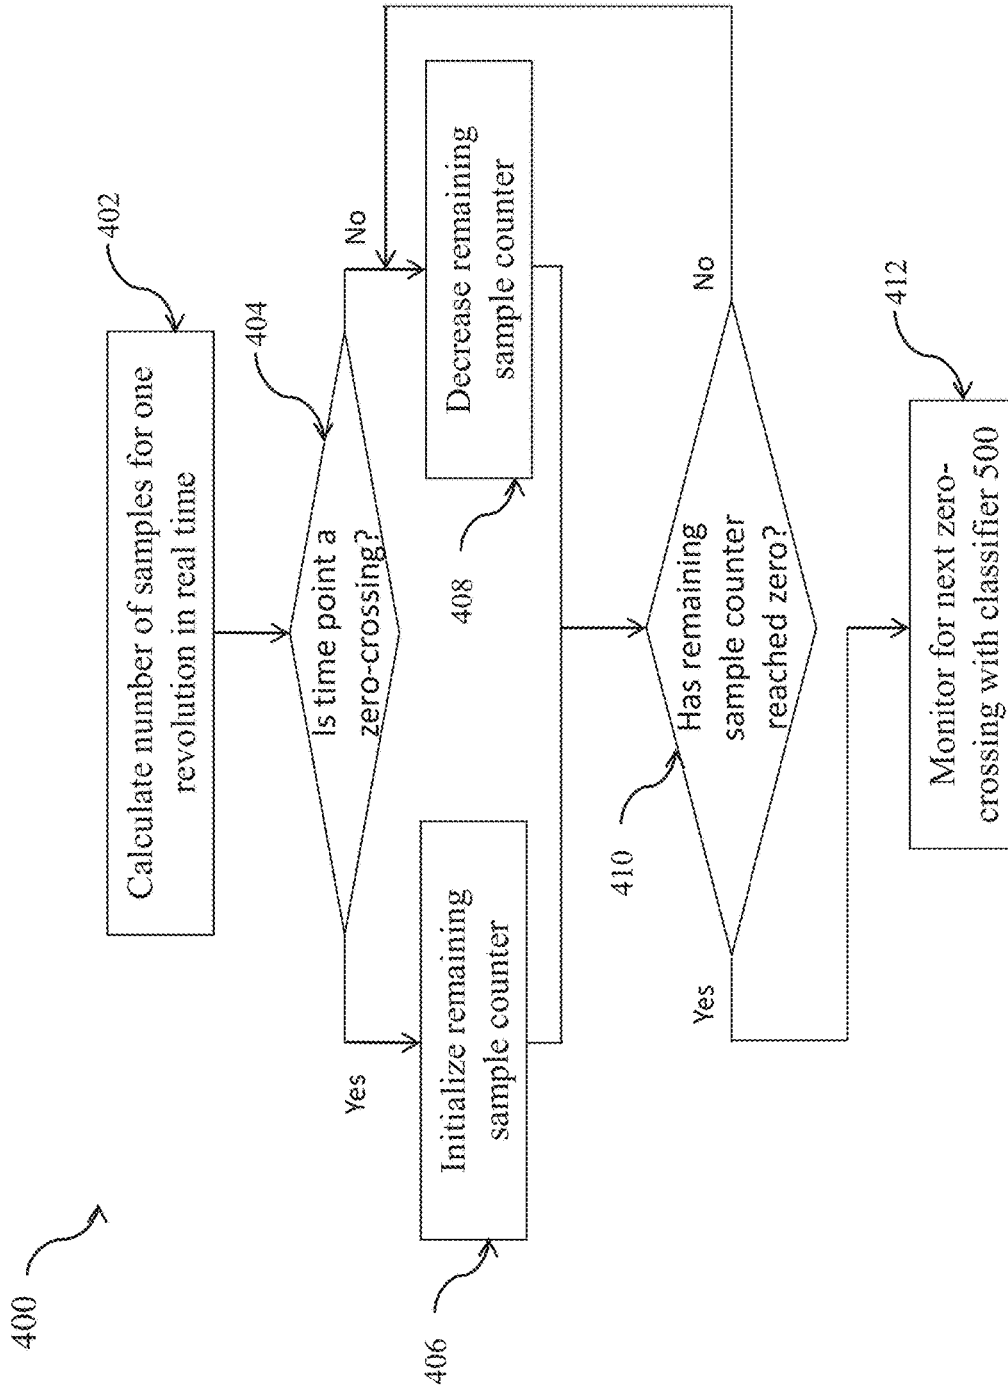 400
402
Calculate number of samples for one
revolution in real time
404
Is time point a
zero-crossing?
Yes
No
406
Initialize remaining
sample counter
408
Decrease remaining
sample counter
410
Has remaining
sample counter
reached zero?
Yes
No
412
Monitor for next zero-
crossing with classifier 500